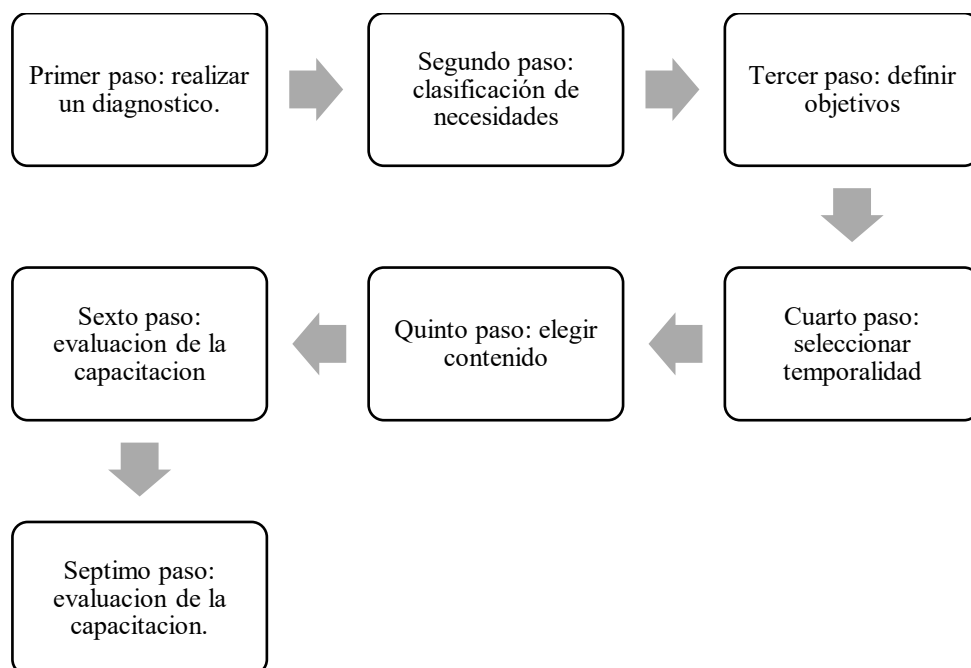 Primer paso: realizar
un diagnostico.
Segundo paso:
clasificación de
necesidades
Tercer paso: definir
objetivos
Cuarto paso:
seleccionar
temporalidad
Quinto paso: elegir
contenido
Sexto paso:
evaluacion de la
capacitacion
Septimo paso:
evaluacion de la
capacitacion.